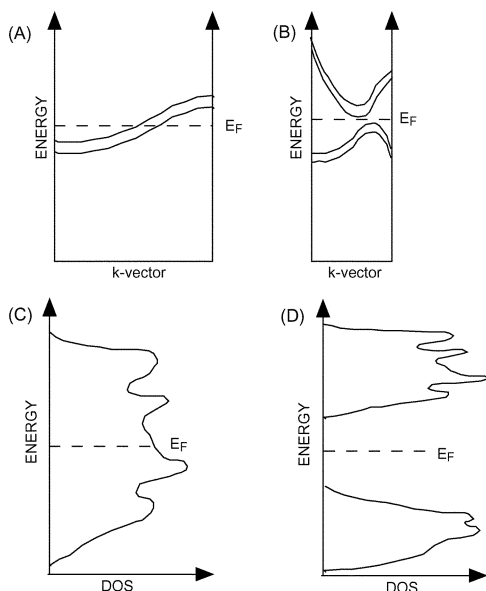 (A)
ENERGY
E_F
k-vector
(B)
ENERGY
E_F
k-vector
(C)
ENERGY
E_F
DOS
(D)
ENERGY
E_F
DOS